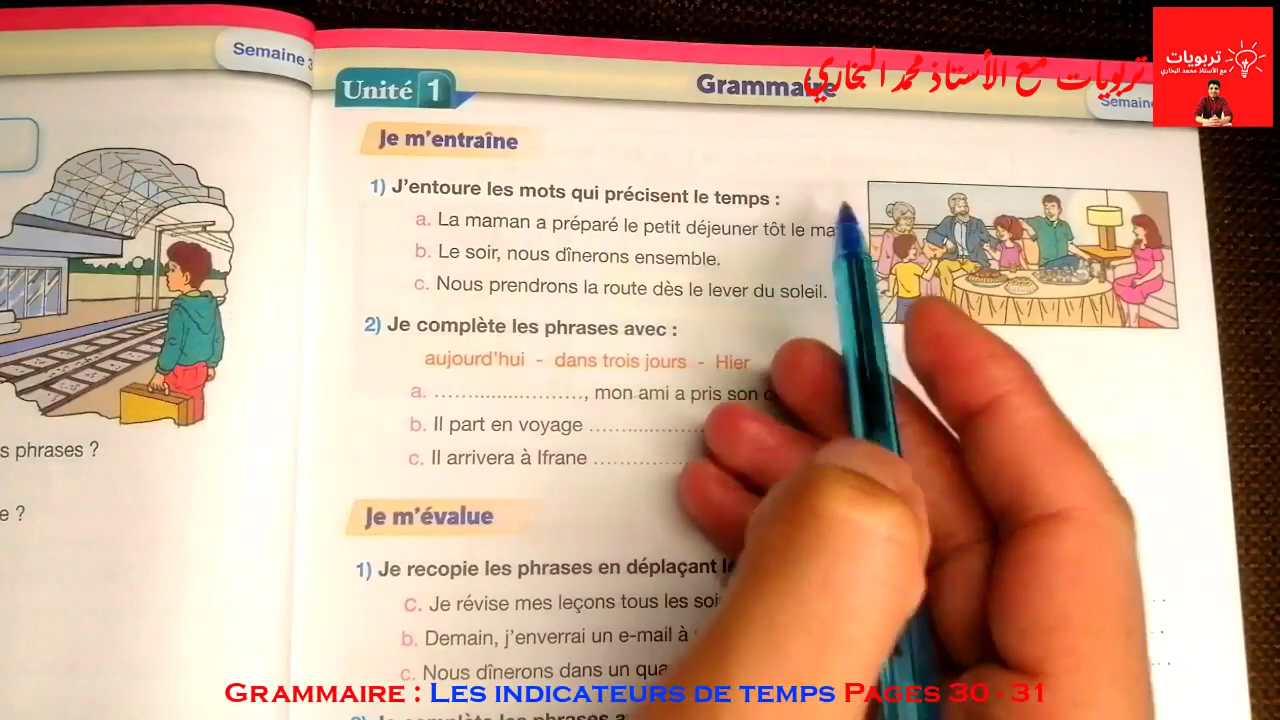 Semaine 3
s phrases ?
e ?
Unité 1
Grammaire
Semaine
تربويات مع الأستاذ محمد البخاري
تربويات
مع الأستاذ محمد البخاري
Je m'entraîne
1) J'entoure les mots qui précisent le temps :
a. La maman a préparé le petit déjeuner tôt le ma
b. Le soir, nous dînerons ensemble.
c. Nous prendrons la route dès le lever du soleil.
2) Je complète les phrases avec :
aujourd'hui - dans trois jours - Hier
a. ........................, mon ami a pris son
b. Il part en voyage ....................
c. Il arrivera à Ifrane ................
Je m'évalue
1) Je recopie les phrases en déplaçant
c. Je révise mes leçons tous les soi
b. Demain, j'enverrai un e-mail à
c. Nous dînerons dans un qua
Grammaire : Les indicateurs de temps Pages 30 - 31